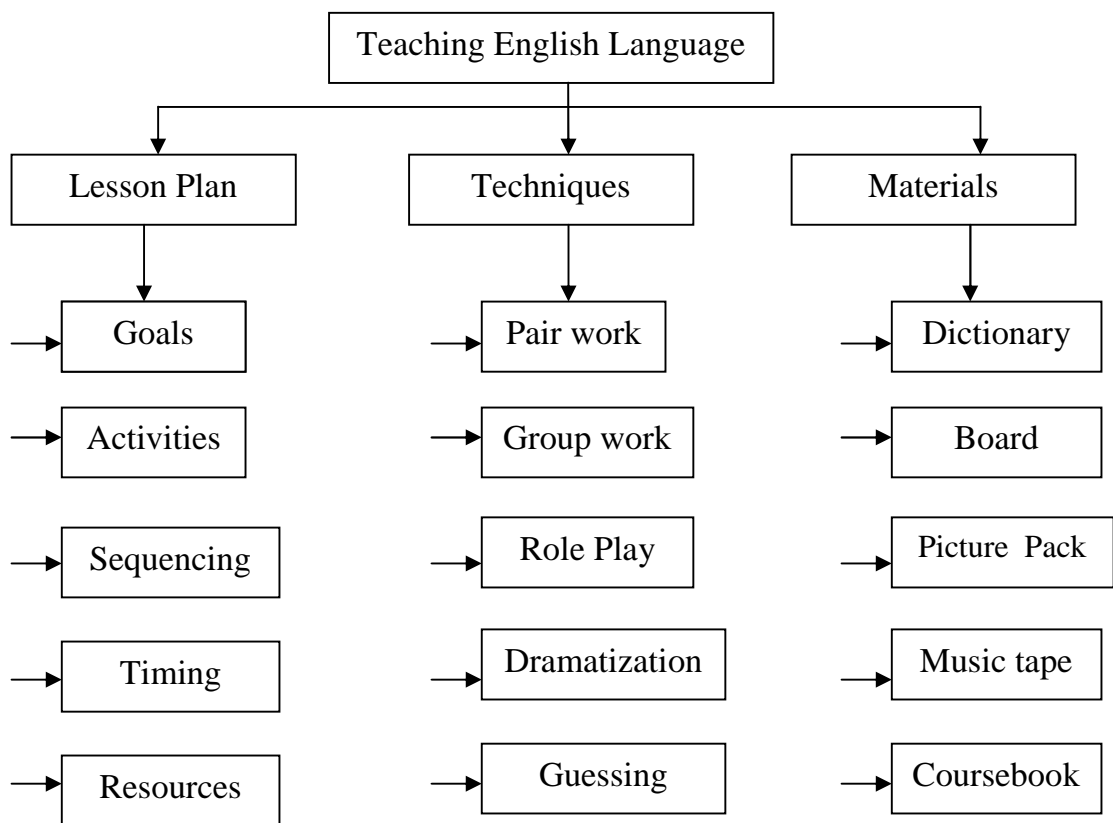 Teaching English Language
Lesson Plan
Techniques
Materials
Goals
Pair work
Dictionary
Activities
Group work
Board
Sequencing
Role Play
Picture Pack
Timing
Dramatization
Music tape
Resources
Guessing
Coursebook